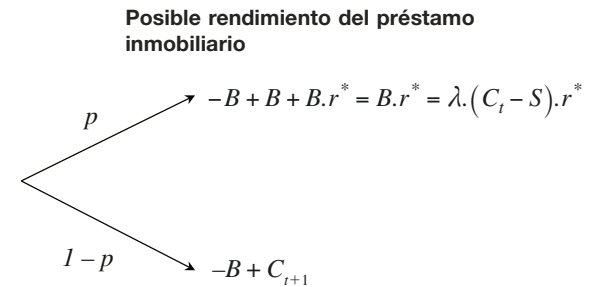 Posible rendimiento del préstamo
inmobiliario
−B + B + B.r* = B.r* = λ.(Cₜ − S).r*
p
1 − p
−B + Cₜ₊₁